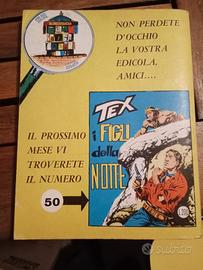 NON PERDETE
D'OCCHIO
LA VOSTRA
EDICOLA,
AMICI....
TEX
i FIGLI
della
NOTTE
IL PROSSIMO
MESE VI
TROVERETE
IL NUMERO
50
Subito